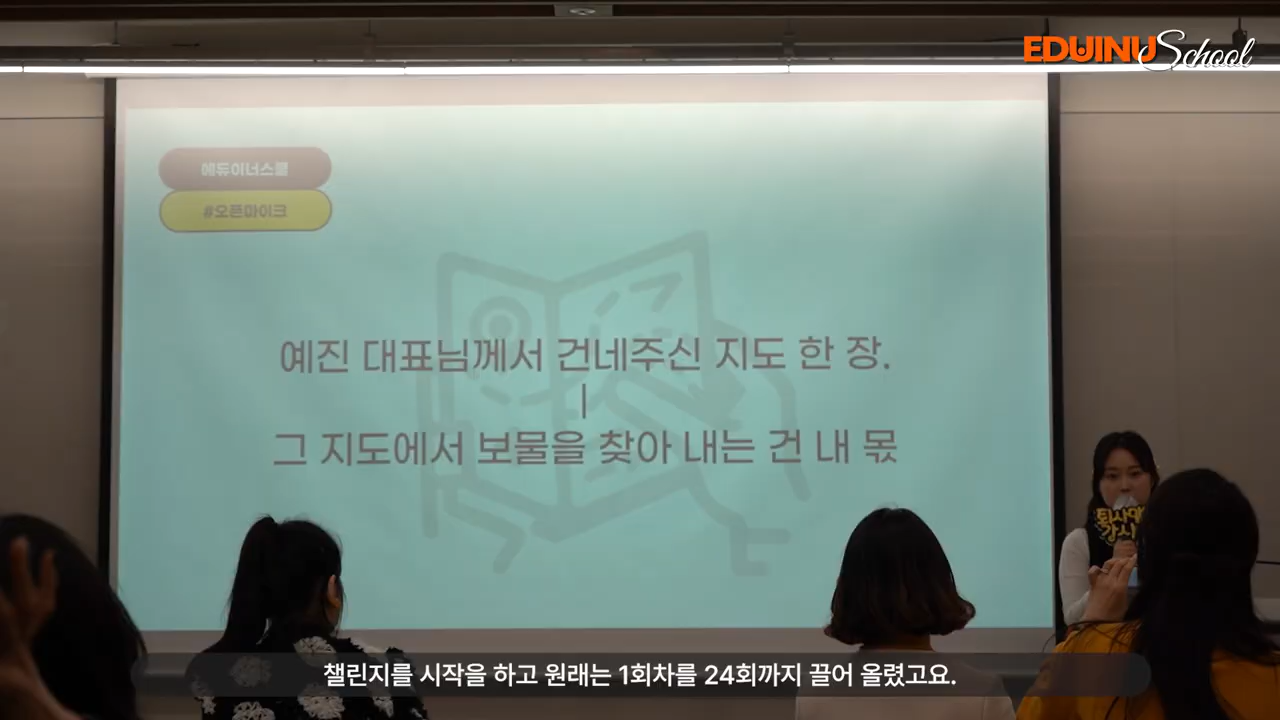 EDUINU School
에듀이너스쿨
#오픈마이크
예진 대표님께서 건네주신 지도 한 장.
|
그 지도에서 보물을 찾아 내는 건 내 몫
챌린지를 시작을 하고 원래는 1회차를 24회까지 끌어 올렸고요.